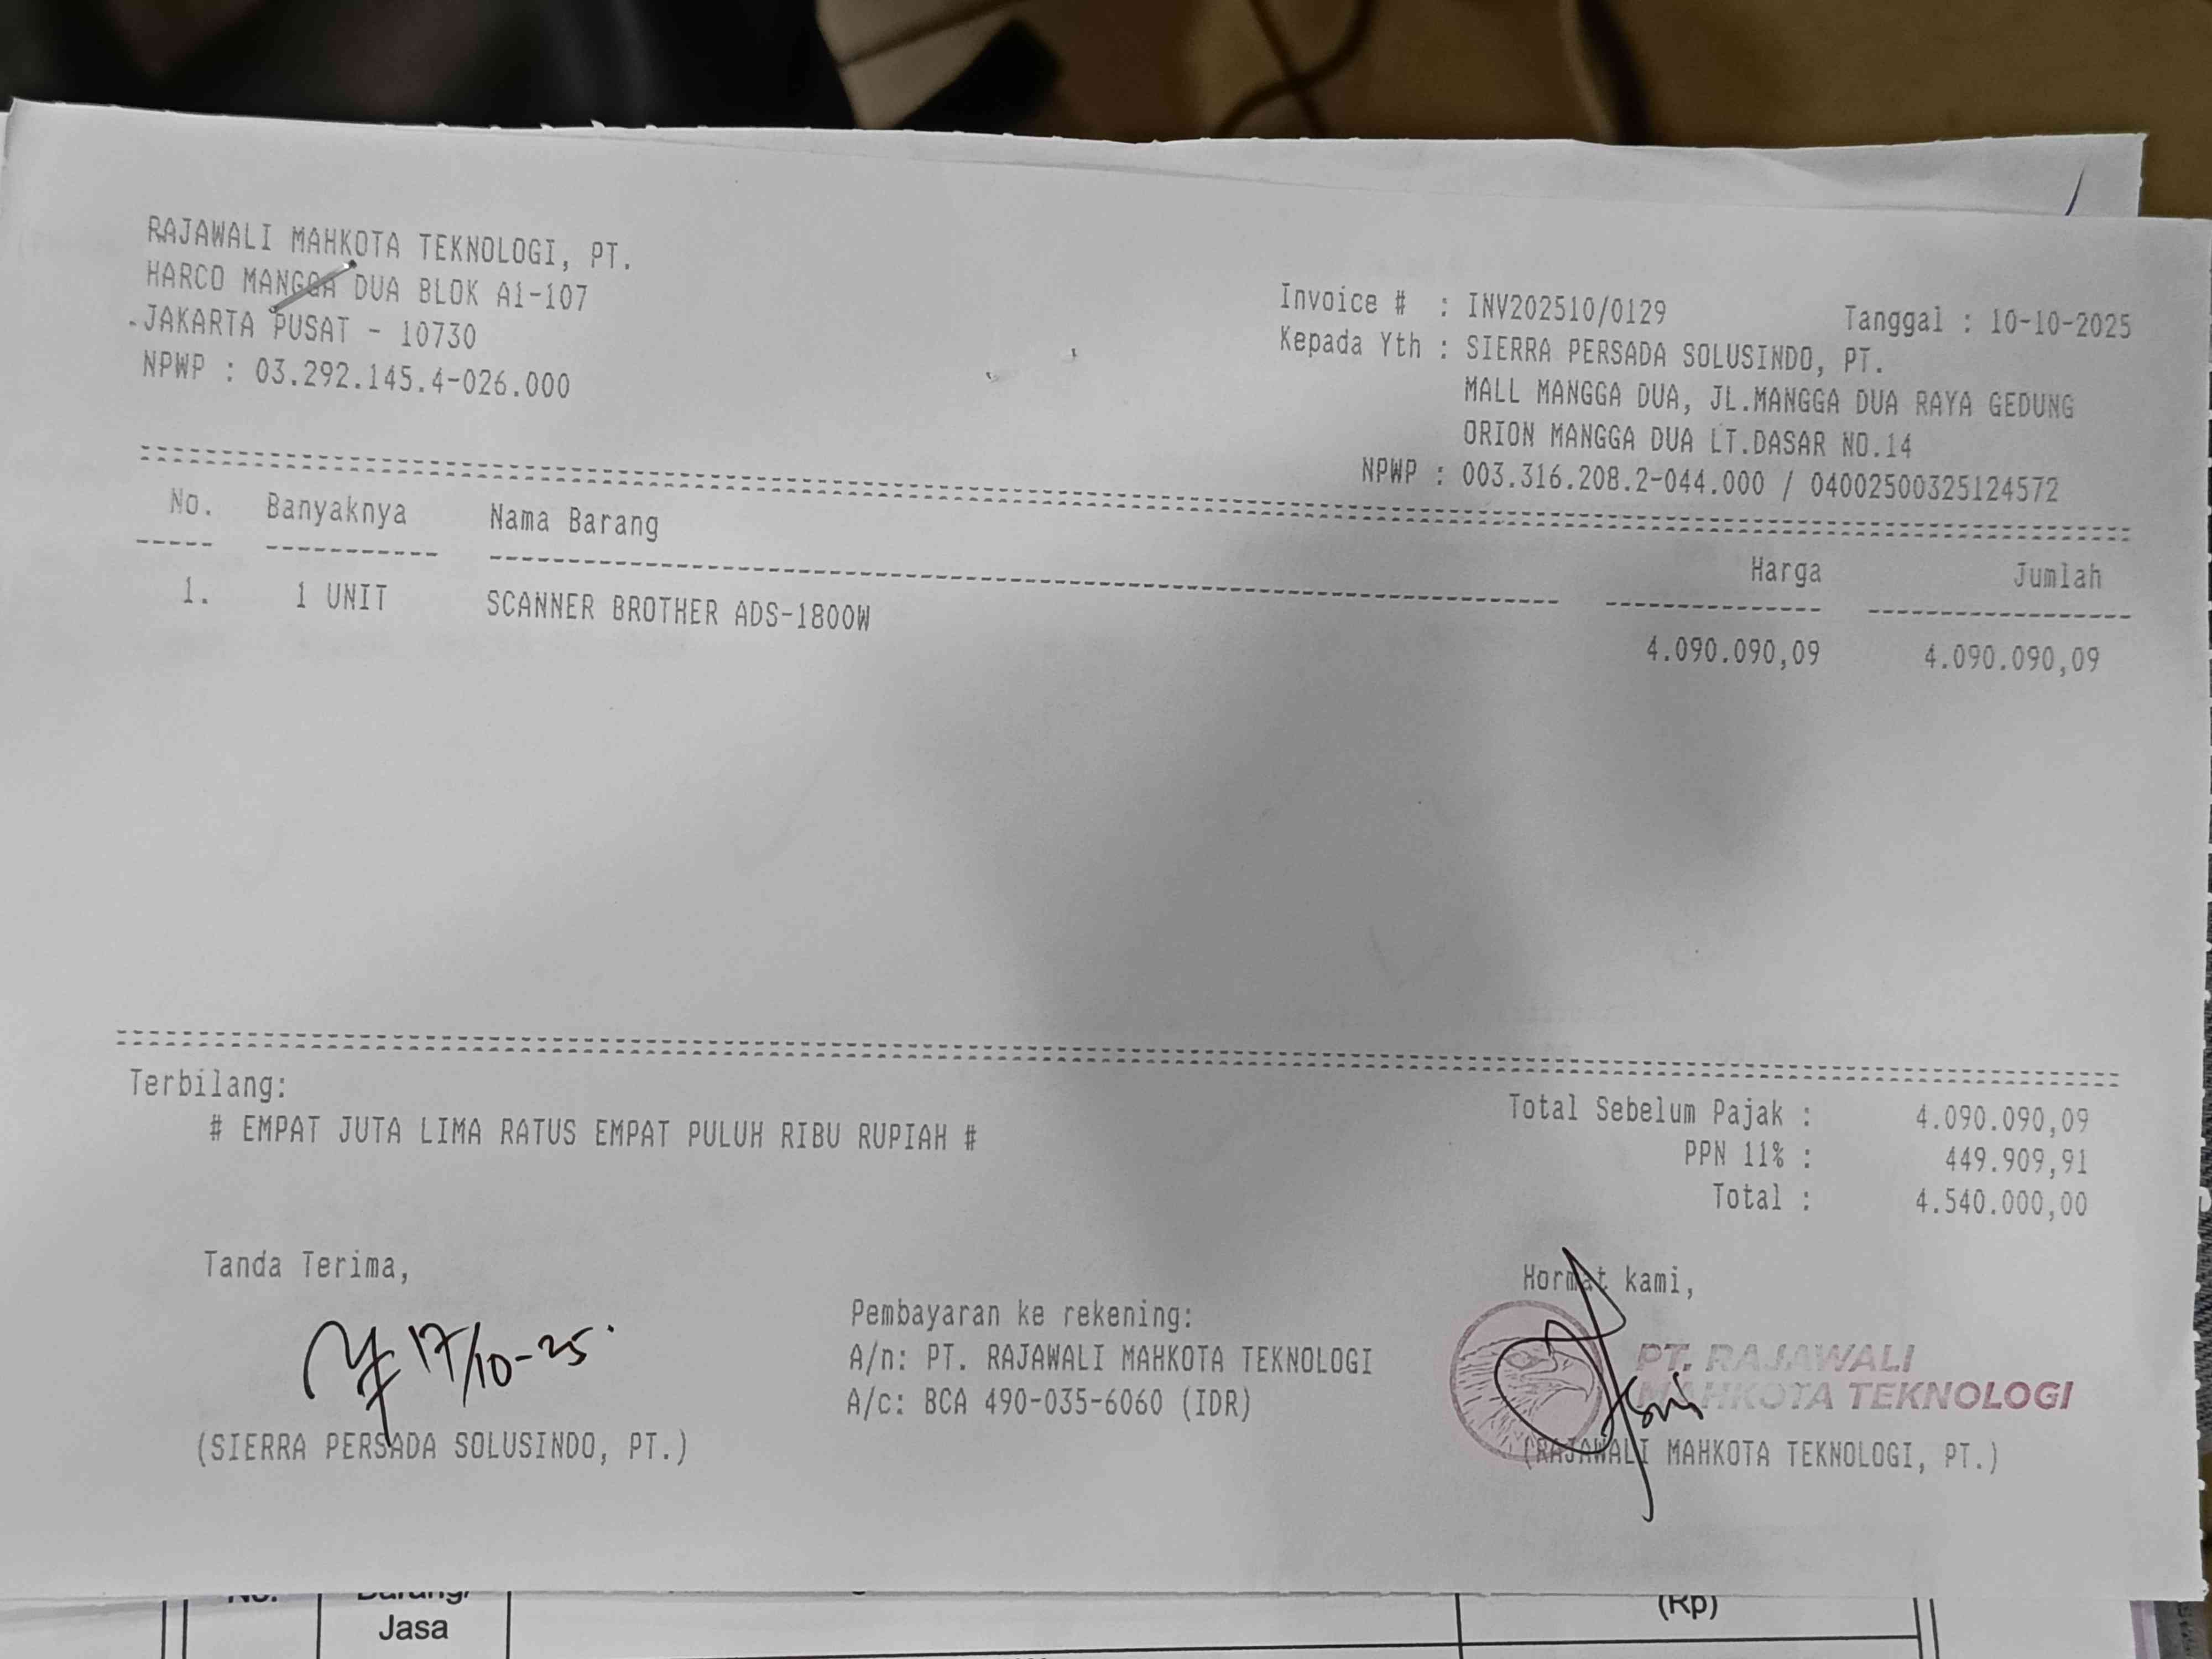 RAJAWALI MAHKOTA TEKNOLOGI, PT.
HARCO MANGGA DUA BLOK A1-107
JAKARTA PUSAT - 10730
NPWP : 03.292.145.4-026.000
Invoice # : INV202510/0129 Tanggal : 10-10-2025
Kepada Yth : SIERRA PERSADA SOLUSINDO, PT.
MALL MANGGA DUA, JL.MANGGA DUA RAYA GEDUNG
ORION MANGGA DUA LT.DASAR NO.14
NPWP : 003.316.208.2-044.000 / 04002500325124572
No. Banyaknya Nama Barang Harga Jumlah
1. 1 UNIT SCANNER BROTHER ADS-1800W 4.090.090,09 4.090.090,09
Terbilang:
# EMPAT JUTA LIMA RATUS EMPAT PULUH RIBU RUPIAH #
Total Sebelum Pajak : 4.090.090,09
PPN 11% : 449.909,91
Total : 4.540.000,00
Tanda Terima,
17/10-25
(SIERRA PERSADA SOLUSINDO, PT.)
Pembayaran ke rekening:
A/n: PT. RAJAWALI MAHKOTA TEKNOLOGI
A/c: BCA 490-035-6060 (IDR)
Hormat kami,
PT. RAJAWALI
MAHKOTA TEKNOLOGI
(RAJAWALI MAHKOTA TEKNOLOGI, PT.)
No. Barang/ (Rp)
Jasa